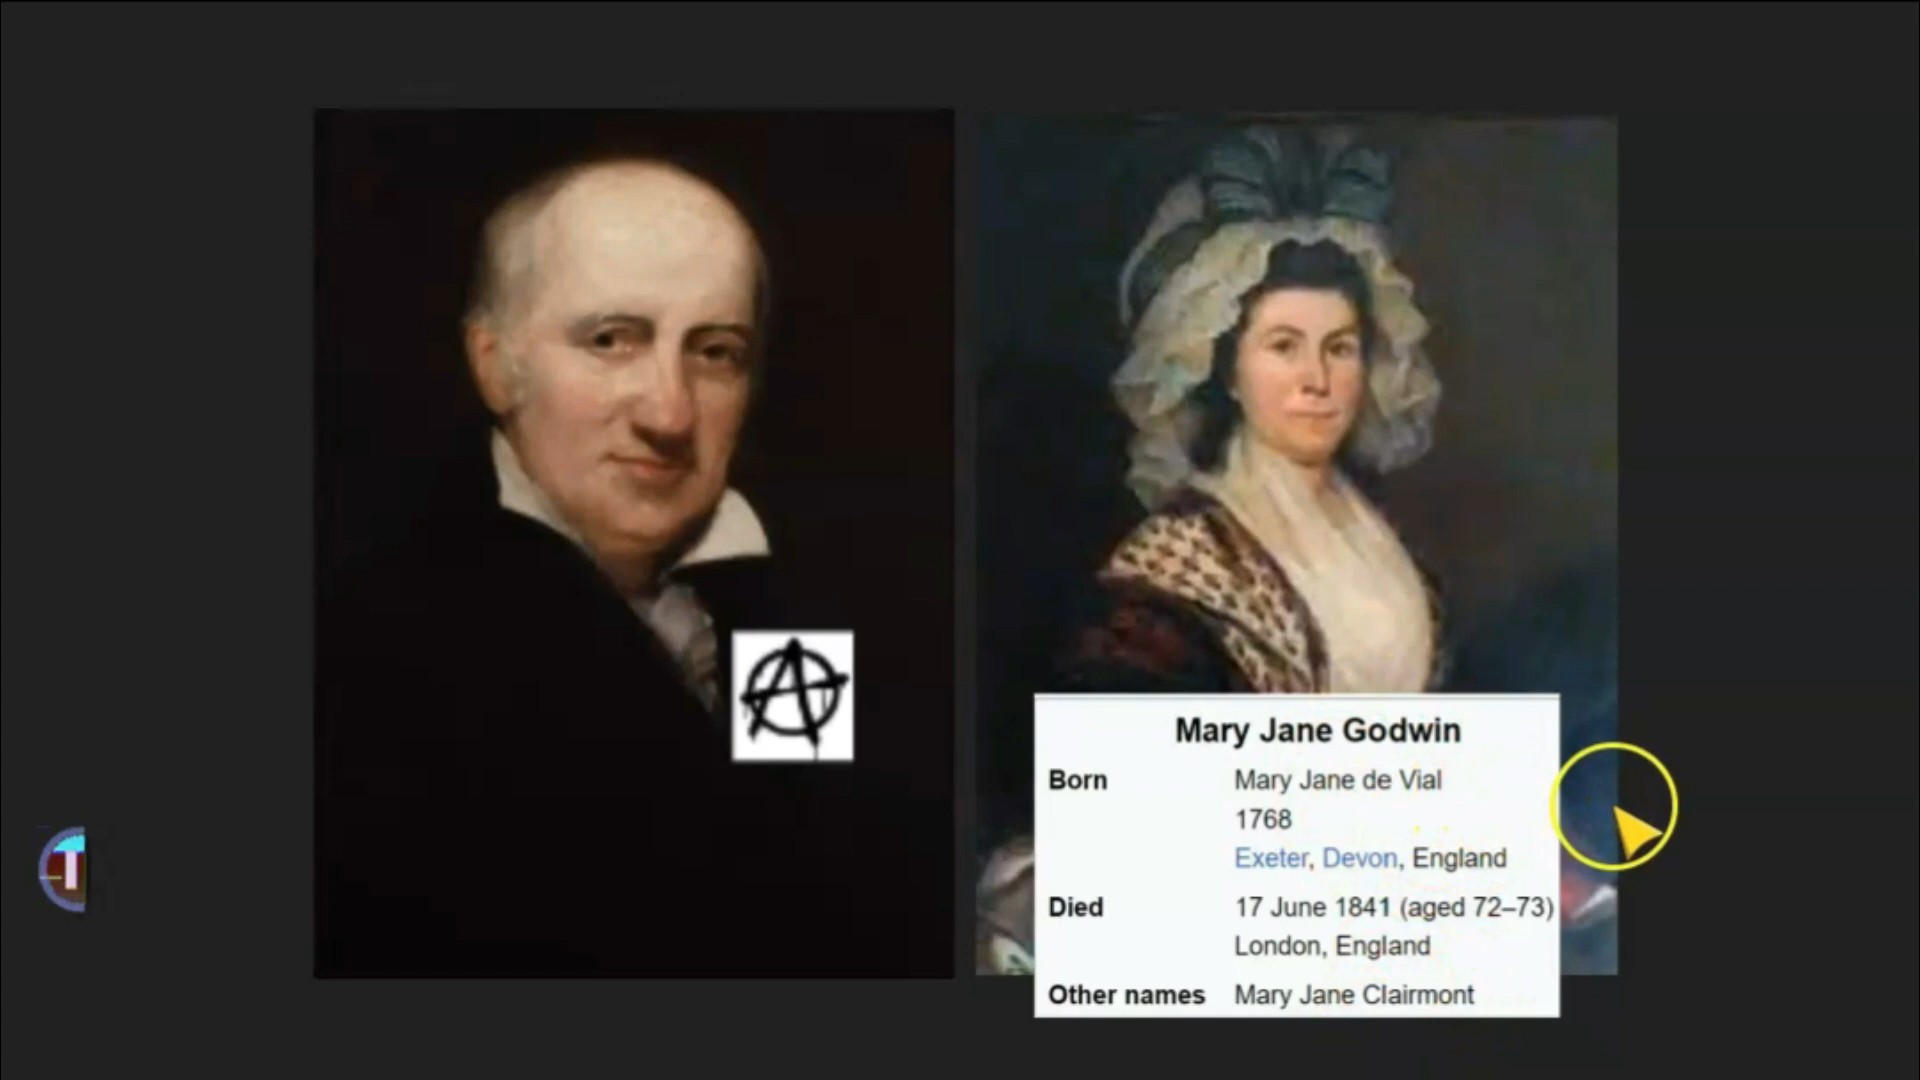 Mary Jane Godwin
Born Mary Jane de Vial
1768
Exeter, Devon, England
Died 17 June 1841 (aged 72–73)
London, England
Other names Mary Jane Clairmont